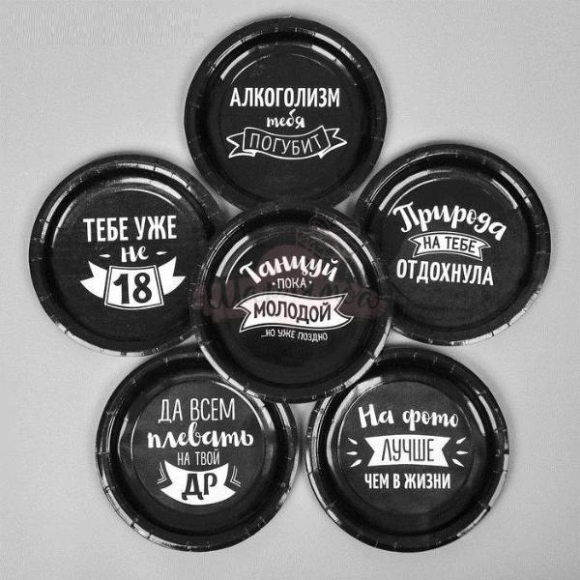 АЛКОГОЛИЗМ
тебя
ПОГУБИТ
ТЕБЕ УЖЕ
не
18
Природа
НА ТЕБЕ
ОТДОХНУЛА
Танцуй
ПОКА
МОЛОДОЙ
...НО УЖЕ ПОЗДНО
ДА ВСЕМ
плевать
НА ТВОЙ
ДР
На фото
ЛУЧШЕ
ЧЕМ В ЖИЗНИ